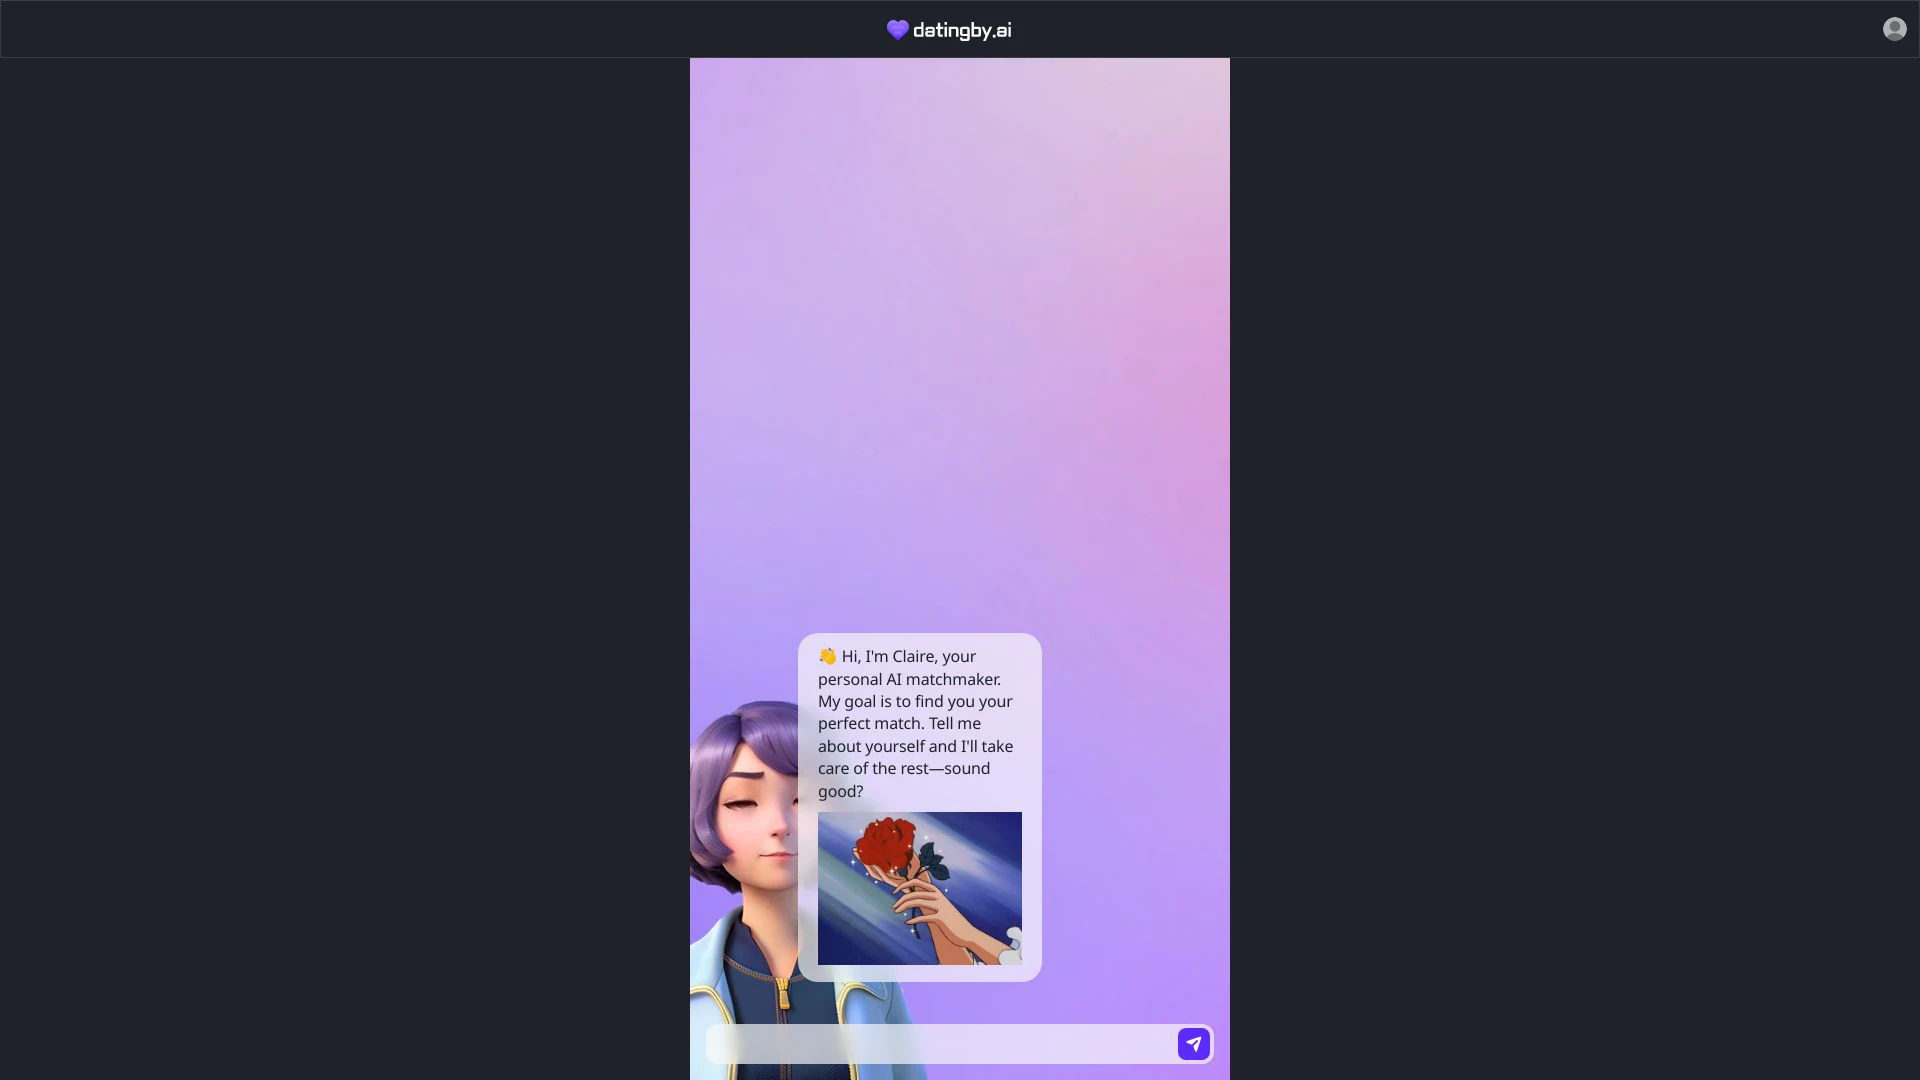 datingby.ai
👋 Hi, I'm Claire, your
personal AI matchmaker.
My goal is to find you your
perfect match. Tell me
about yourself and I'll take
care of the rest—sound
good?